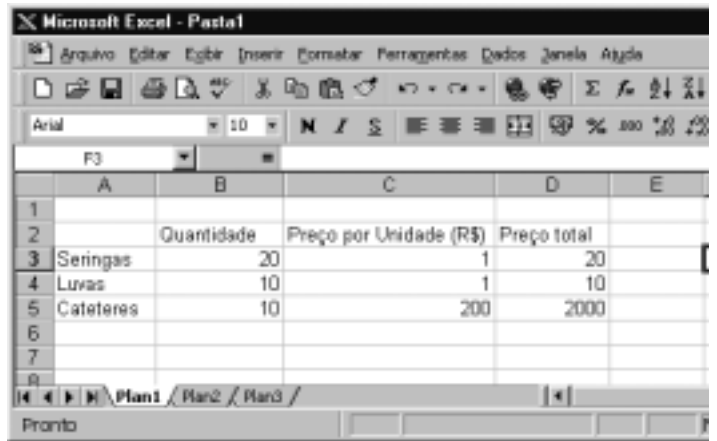 Microsoft Excel - Pasta1
Arquivo Editar Exibir Inserir Formatar Ferramentas Dados Janela Ajuda
Arial 10 N I S % 000
F3 =
A B C D E
1
2 Quantidade Preço por Unidade (R$) Preço total
3 Seringas 20 1 20
4 Luvas 10 1 10
5 Cateteres 10 200 2000
6
7
8
Plan1 Plan2 Plan3
Pronto